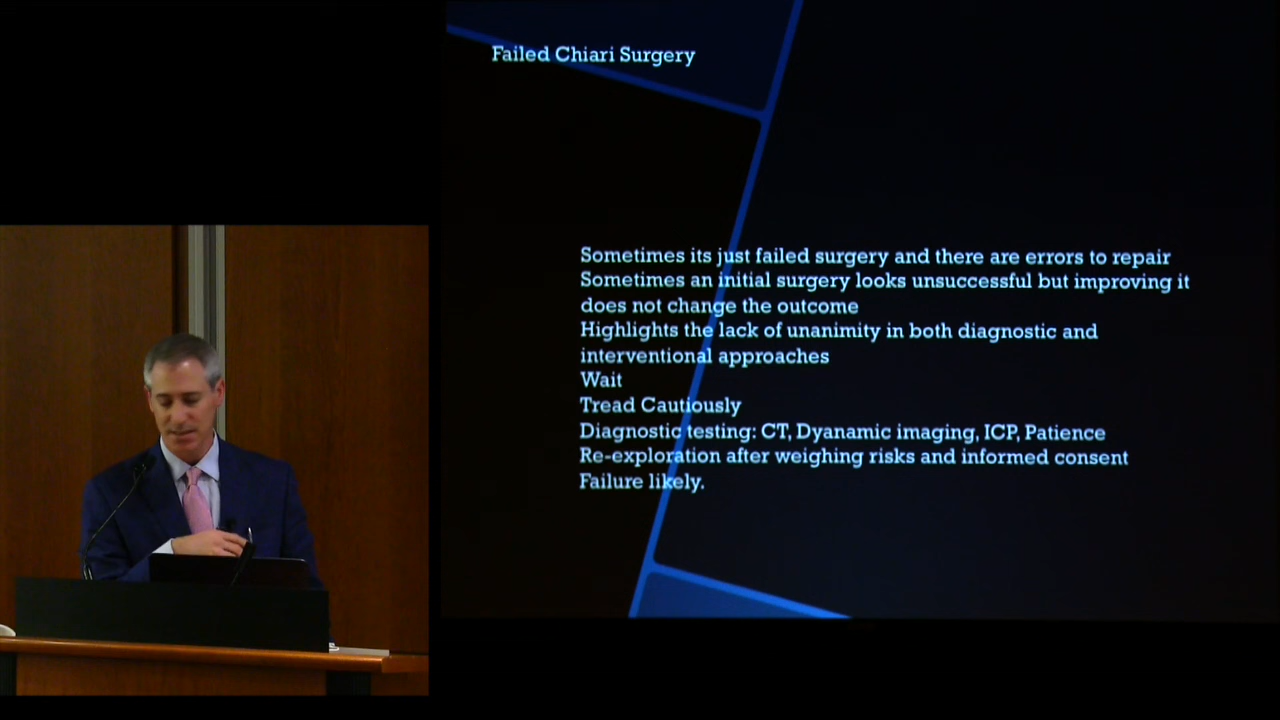 Failed Chiari Surgery
Sometimes its just failed surgery and there are errors to repair
Sometimes an initial surgery looks unsuccessful but improving it
does not change the outcome
Highlights the lack of unanimity in both diagnostic and
interventional approaches
Wait
Tread Cautiously
Diagnostic testing: CT, Dyanamic imaging, ICP, Patience
Re-exploration after weighing risks and informed consent
Failure likely.